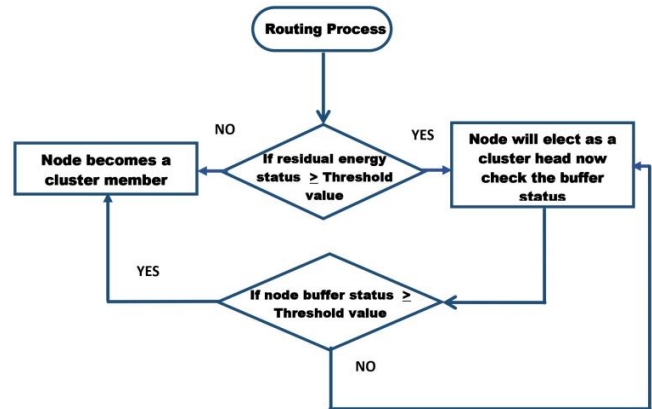 Routing Process
NO
YES
Node becomes a
cluster member
If residual energy
status ≥ Threshold
value
Node will elect as a
cluster head now
check the buffer
status
YES
If node buffer status ≥
Threshold value
NO